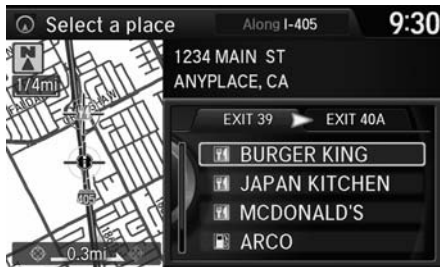 Select a place
Along I-405
9:30
N
1/4mi
1234 MAIN ST
ANYPLACE, CA
EXIT 39
EXIT 40A
BURGER KING
JAPAN KITCHEN
MCDONALD'S
ARCO
405
0.3mi